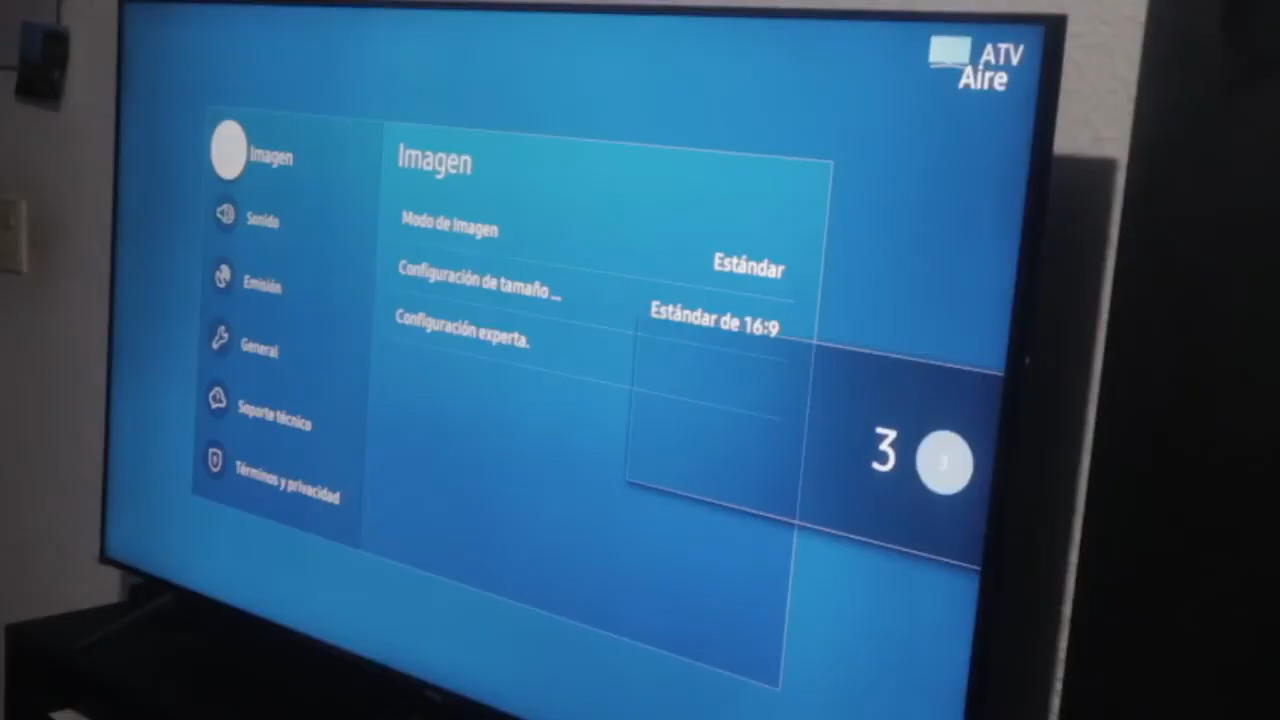 ATV
Aire
Imagen
Sonido
Emisión
General
Soporte técnico
Términos y privacidad
Imagen
Modo de Imagen
Estándar
Configuración de tamaño ...
Estándar de 16:9
Configuración experta.
3